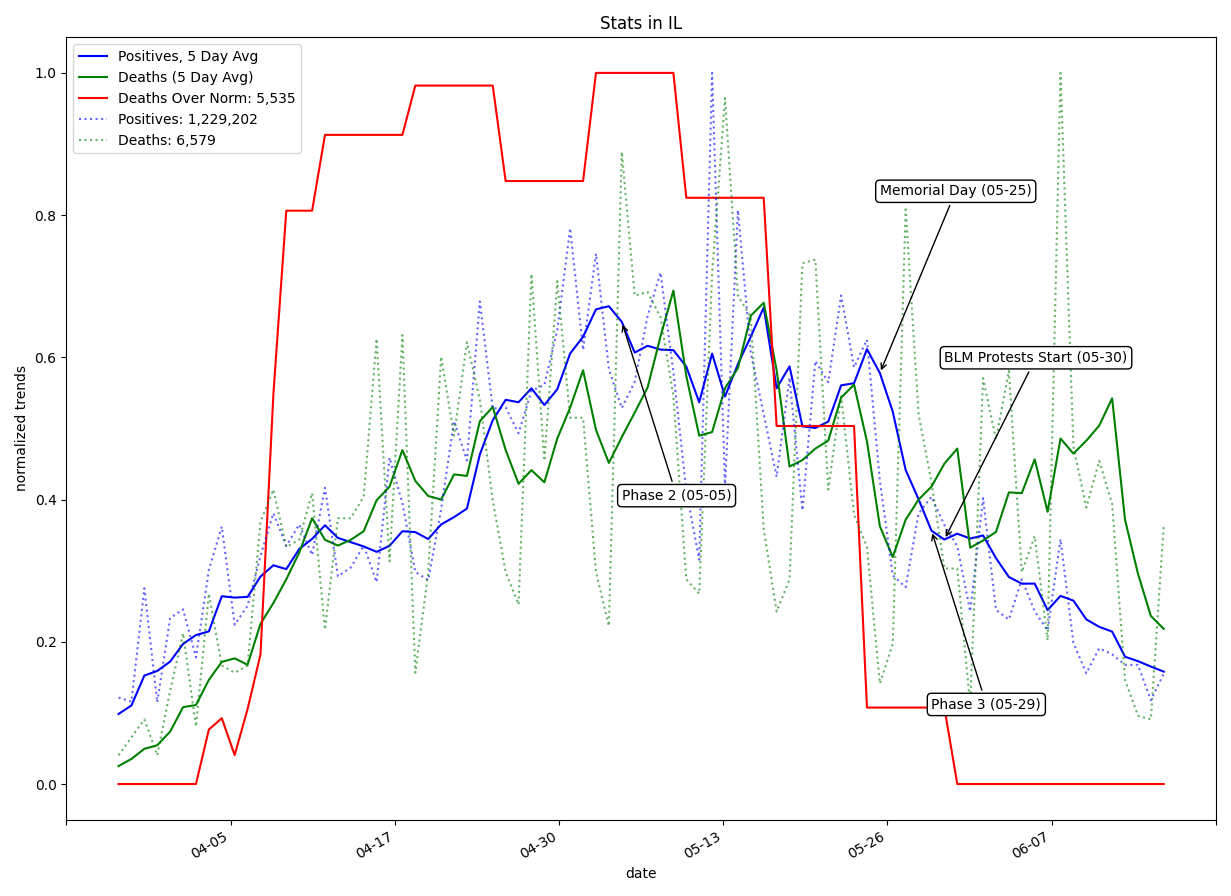 Stats in IL
Positives, 5 Day Avg
Deaths (5 Day Avg)
Deaths Over Norm: 5,535
Positives: 1,229,202
Deaths: 6,579
1.0
0.8
0.6
0.4
0.2
0.0
normalized trends
Memorial Day (05-25)
BLM Protests Start (05-30)
Phase 2 (05-05)
Phase 3 (05-29)
04-05
04-17
04-30
05-13
05-26
06-07
date